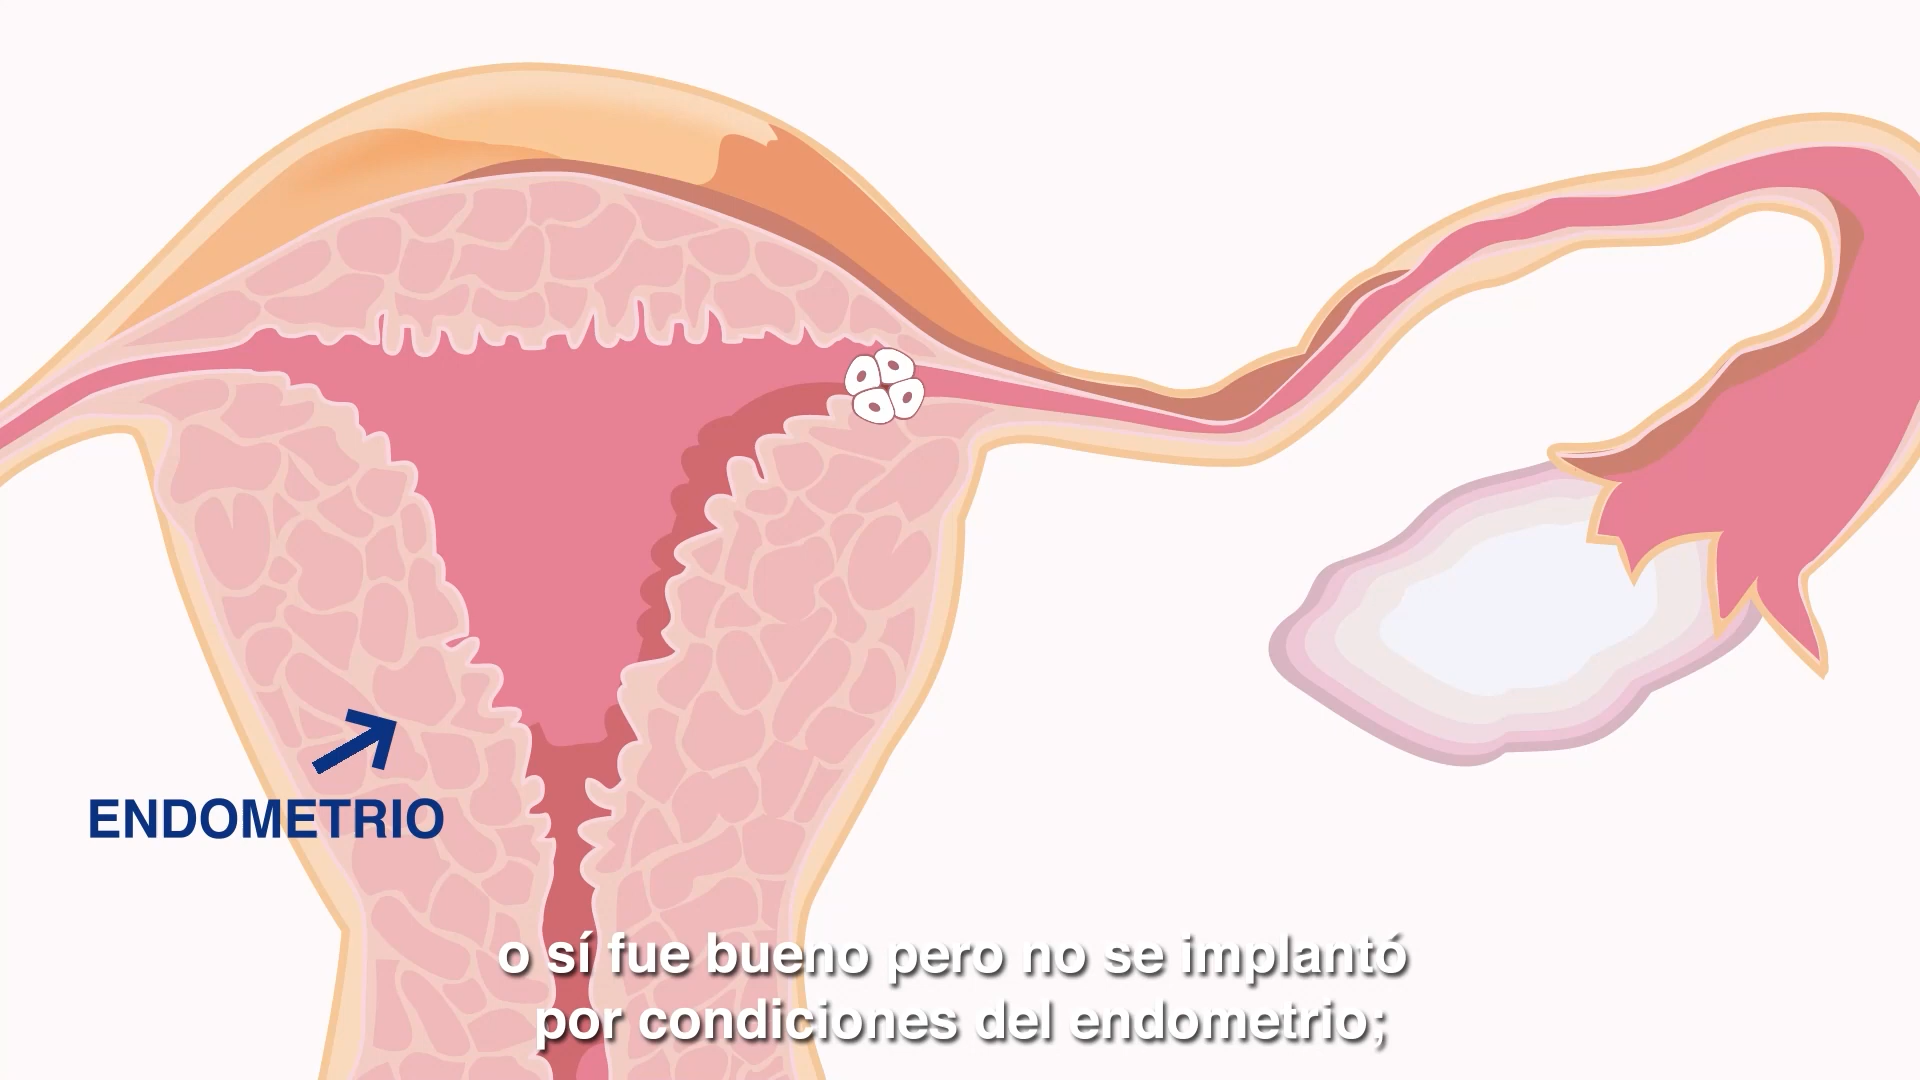 ENDOMETRIO
o sí fue bueno pero no se implantó
por condiciones del endometrio;